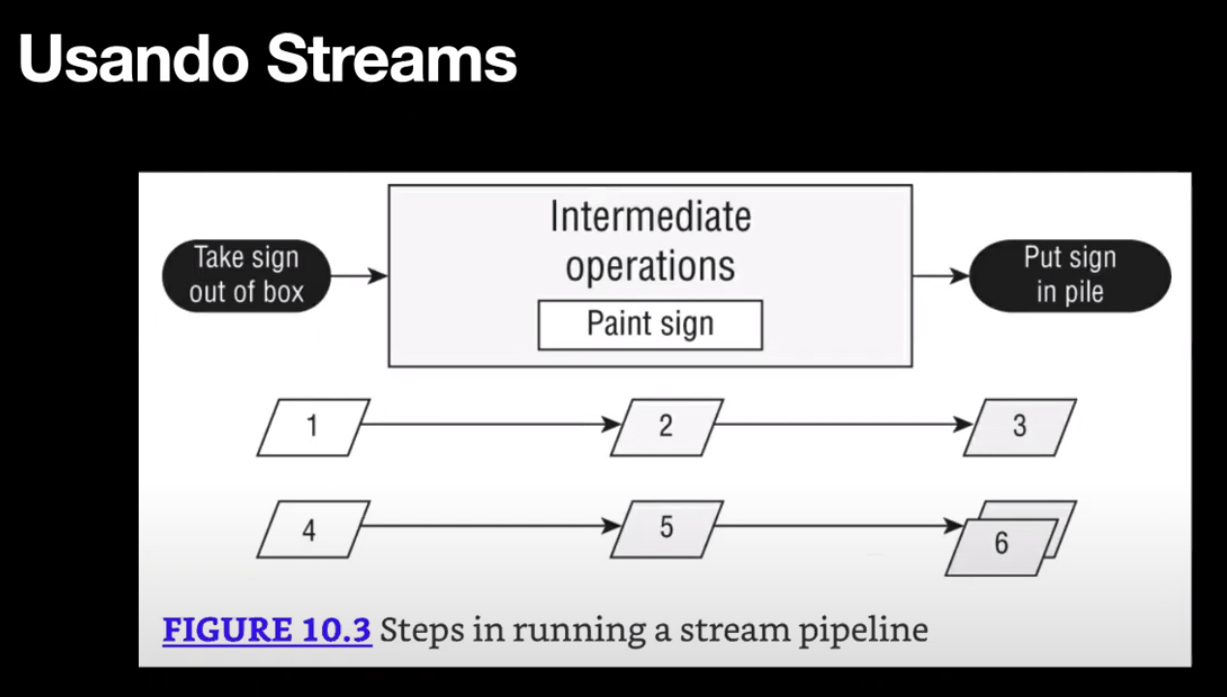 Usando Streams
Take sign
out of box
Intermediate
operations
Paint sign
Put sign
in pile
1
2
3
4
5
6
FIGURE 10.3 Steps in running a stream pipeline